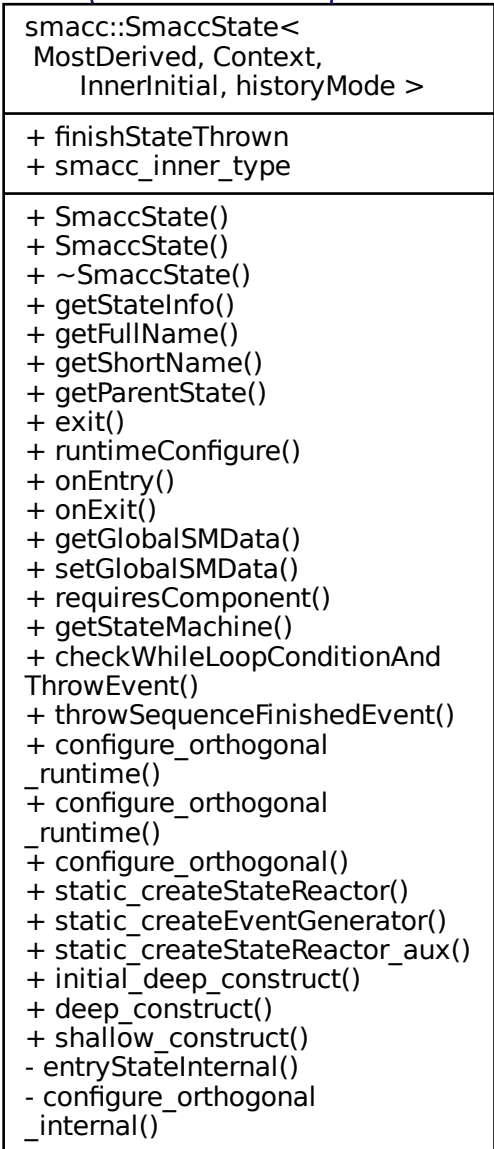 smacc::SmaccState<
MostDerived, Context,
InnerInitial, historyMode >
+ finishStateThrown
+ smacc_inner_type
+ SmaccState()
+ SmaccState()
+ ~SmaccState()
+ getStateInfo()
+ getFullName()
+ getShortName()
+ getParentState()
+ exit()
+ runtimeConfigure()
+ onEntry()
+ onExit()
+ getGlobalSMData()
+ setGlobalSMData()
+ requiresComponent()
+ getStateMachine()
+ checkWhileLoopConditionAnd
ThrowEvent()
+ throwSequenceFinishedEvent()
+ configure_orthogonal
_runtime()
+ configure_orthogonal
_runtime()
+ configure_orthogonal()
+ static_createStateReactor()
+ static_createEventGenerator()
+ static_createStateReactor_aux()
+ initial_deep_construct()
+ deep_construct()
+ shallow_construct()
- entryStateInternal()
- configure_orthogonal
_internal()